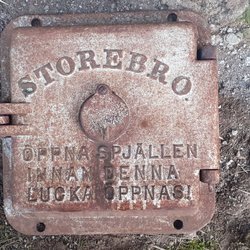 STOREBRO
ÖPPNA SPJÄLLEN
INNAN DENNA
LUCKA ÖPPNAS!